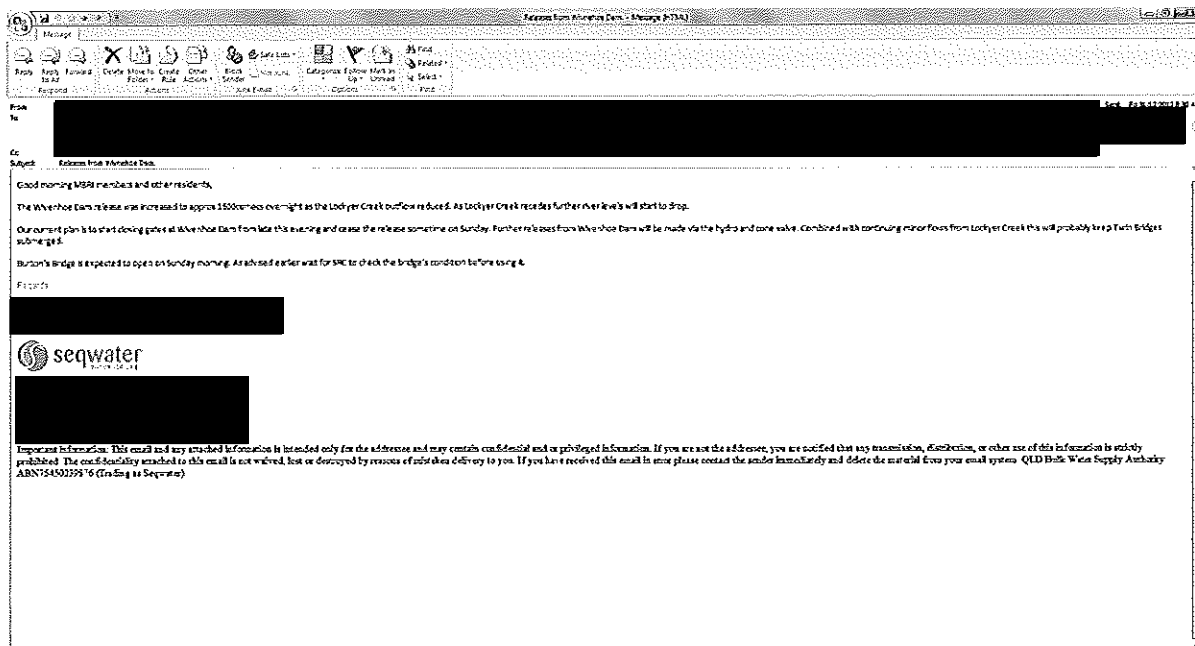 Releases from Wivenhoe Dam. - Message (HTML)
Message
Reply Reply to All Forward Delete Move to Folder Create Rule Other Actions Block Sender Safe Lists Not Junk Categorize Follow Up Mark as Unread Find Related Select
Respond Actions Junk E-mail Options Find
From
To
Cc
Subject: Releases from Wivenhoe Dam.
Good morning MBRI members and other residents,
The Wivenhoe Dam release was increased to approx 1500cumecs overnight as the Lockyer Creek outflow reduced. As Lockyer Creek recedes further river levels will start to drop.
Our current plan is to start closing gates at Wivenhoe Dam from late this evening and cease the release sometime on Sunday. Further releases from Wivenhoe Dam will be made via the hydro and cone valve. Combined with continuing minor flows from Lockyer Creek this will probably keep Twin Bridges
submerged.
Burton's Bridge is expected to open on Sunday morning. As advised earlier wait for SRC to check the bridge's condition before using it.
Regards
seqwater
Important information: This email and any attached information is intended only for the addressee and may contain confidential and or privileged information. If you are not the addressee, you are notified that any transmission, distribution, or other use of this information is strictly
prohibited. The confidentiality attached to this email is not waived, lost or destroyed by reasons of mistaken delivery to you. If you have received this email in error please contact the sender immediately and delete the material from your email system. QLD Bulk Water Supply Authority
(Trading as Seqwater)